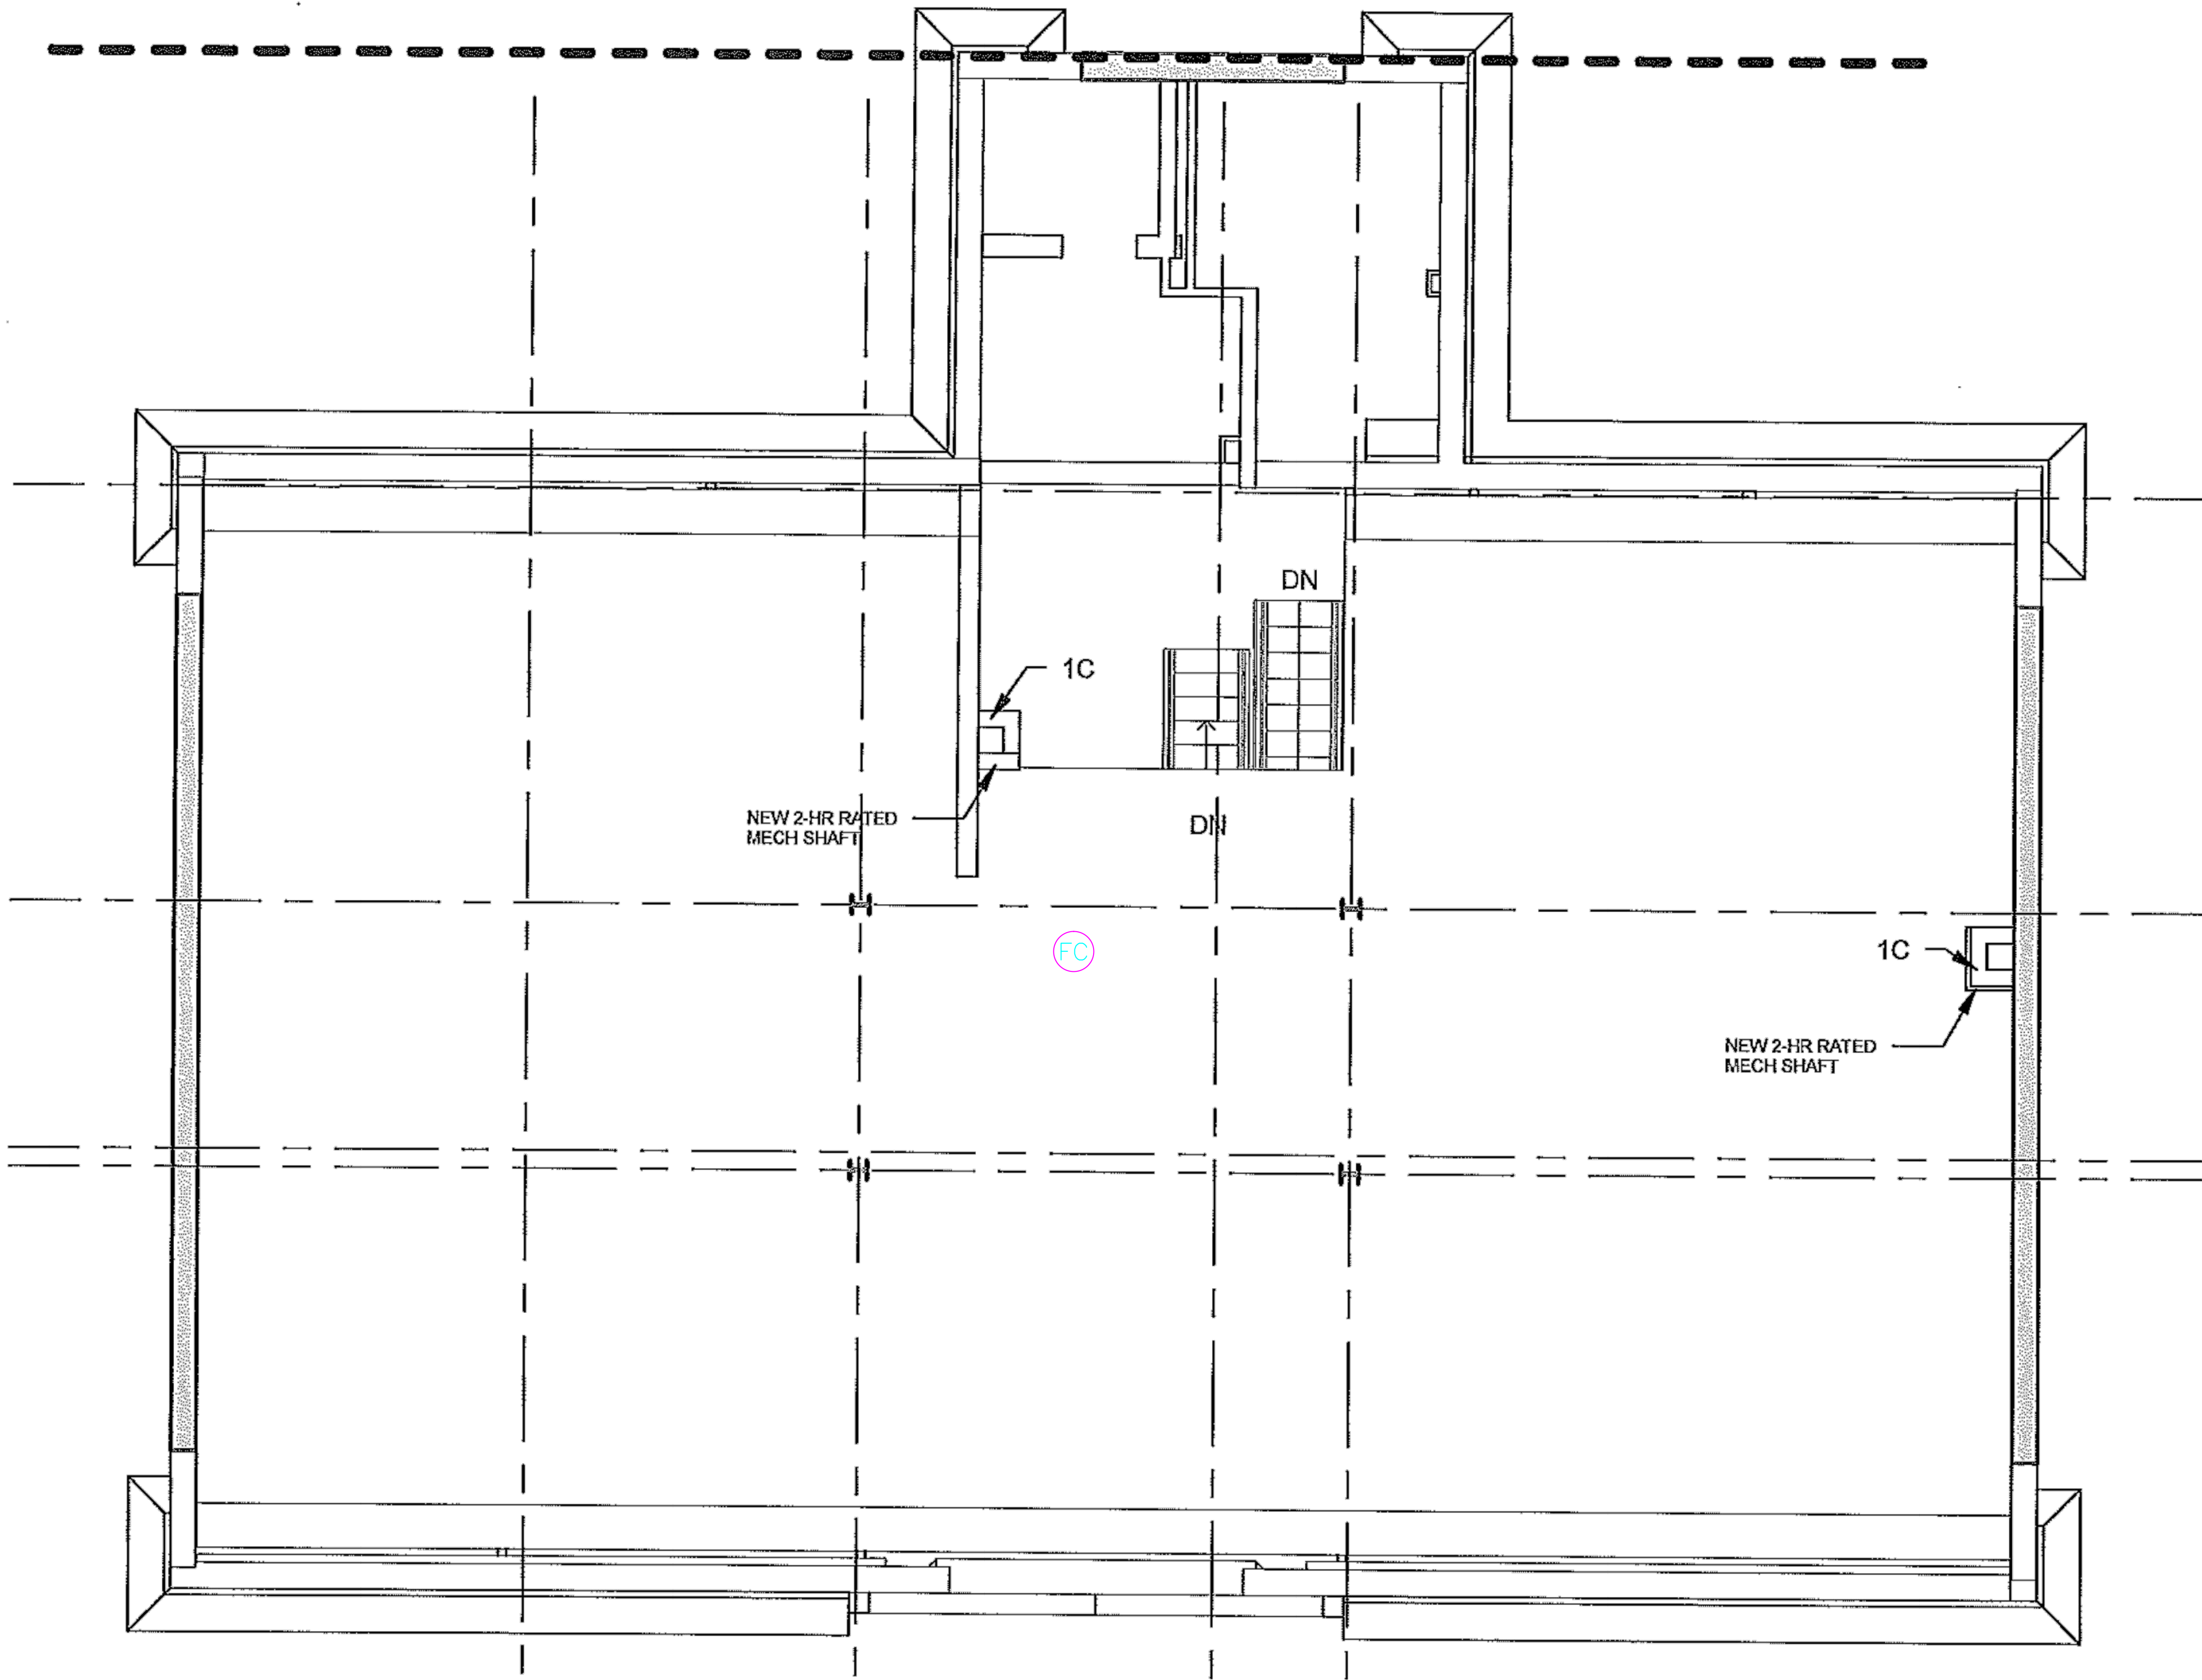 DN
1C
NEW 2-HR RATED
MECH SHAFT
DN
FC
1C
NEW 2-HR RATED
MECH SHAFT